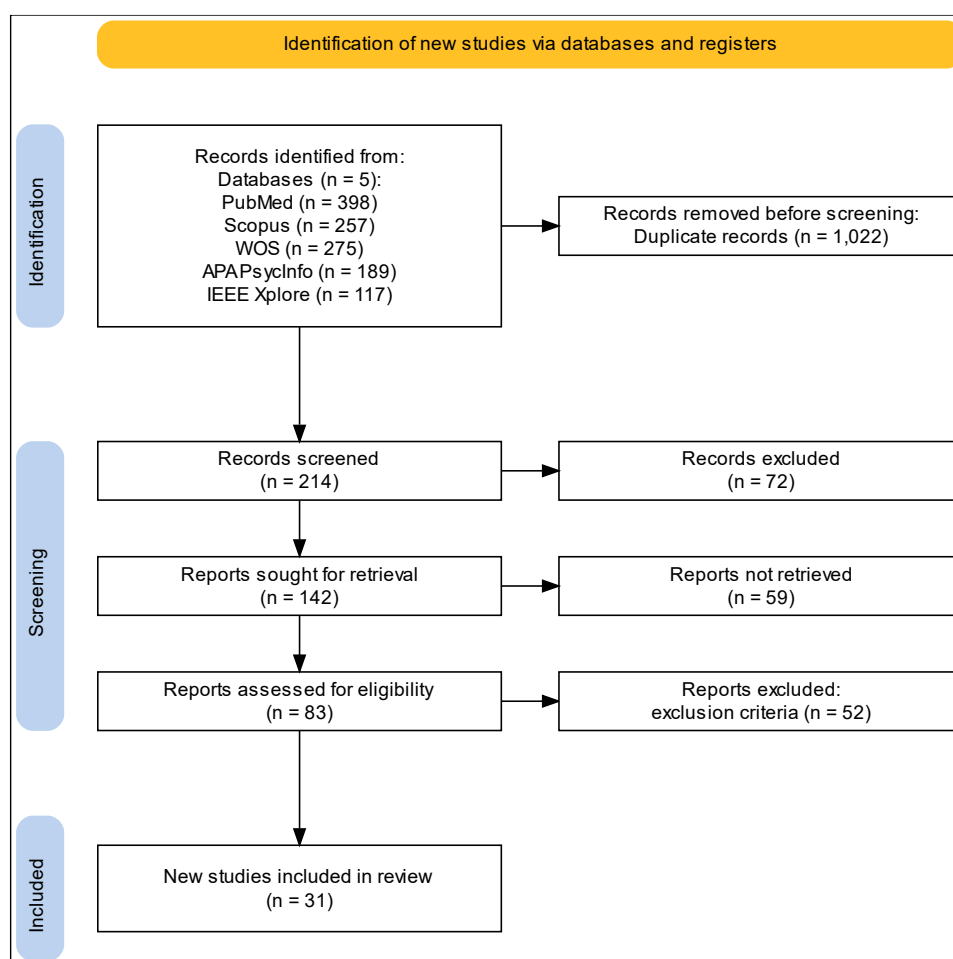 Identification of new studies via databases and registers
Identification
Records identified from:
Databases (n = 5):
PubMed (n = 398)
Scopus (n = 257)
WOS (n = 275)
APAPsycInfo (n = 189)
IEEE Xplore (n = 117)
Records removed before screening:
Duplicate records (n = 1,022)
Screening
Records screened
(n = 214)
Records excluded
(n = 72)
Reports sought for retrieval
(n = 142)
Reports not retrieved
(n = 59)
Reports assessed for eligibility
(n = 83)
Reports excluded:
exclusion criteria (n = 52)
Included
New studies included in review
(n = 31)